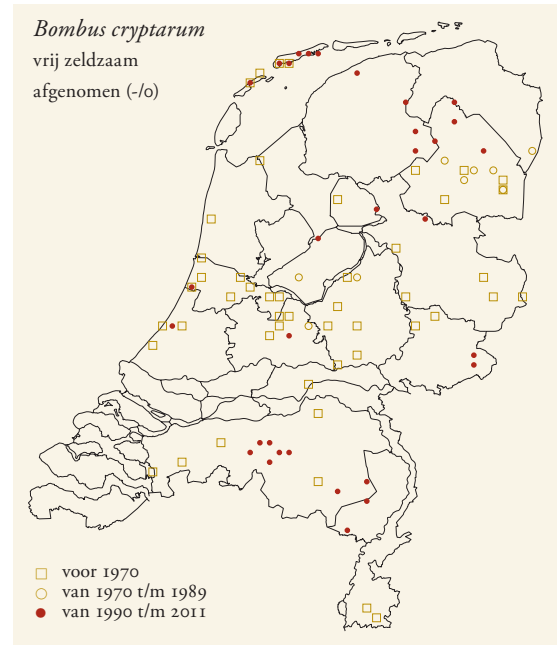 Bombus cryptarum
vrij zeldzaam
afgenomen (-/0)
voor 1970
van 1970 t/m 1989
van 1990 t/m 2011